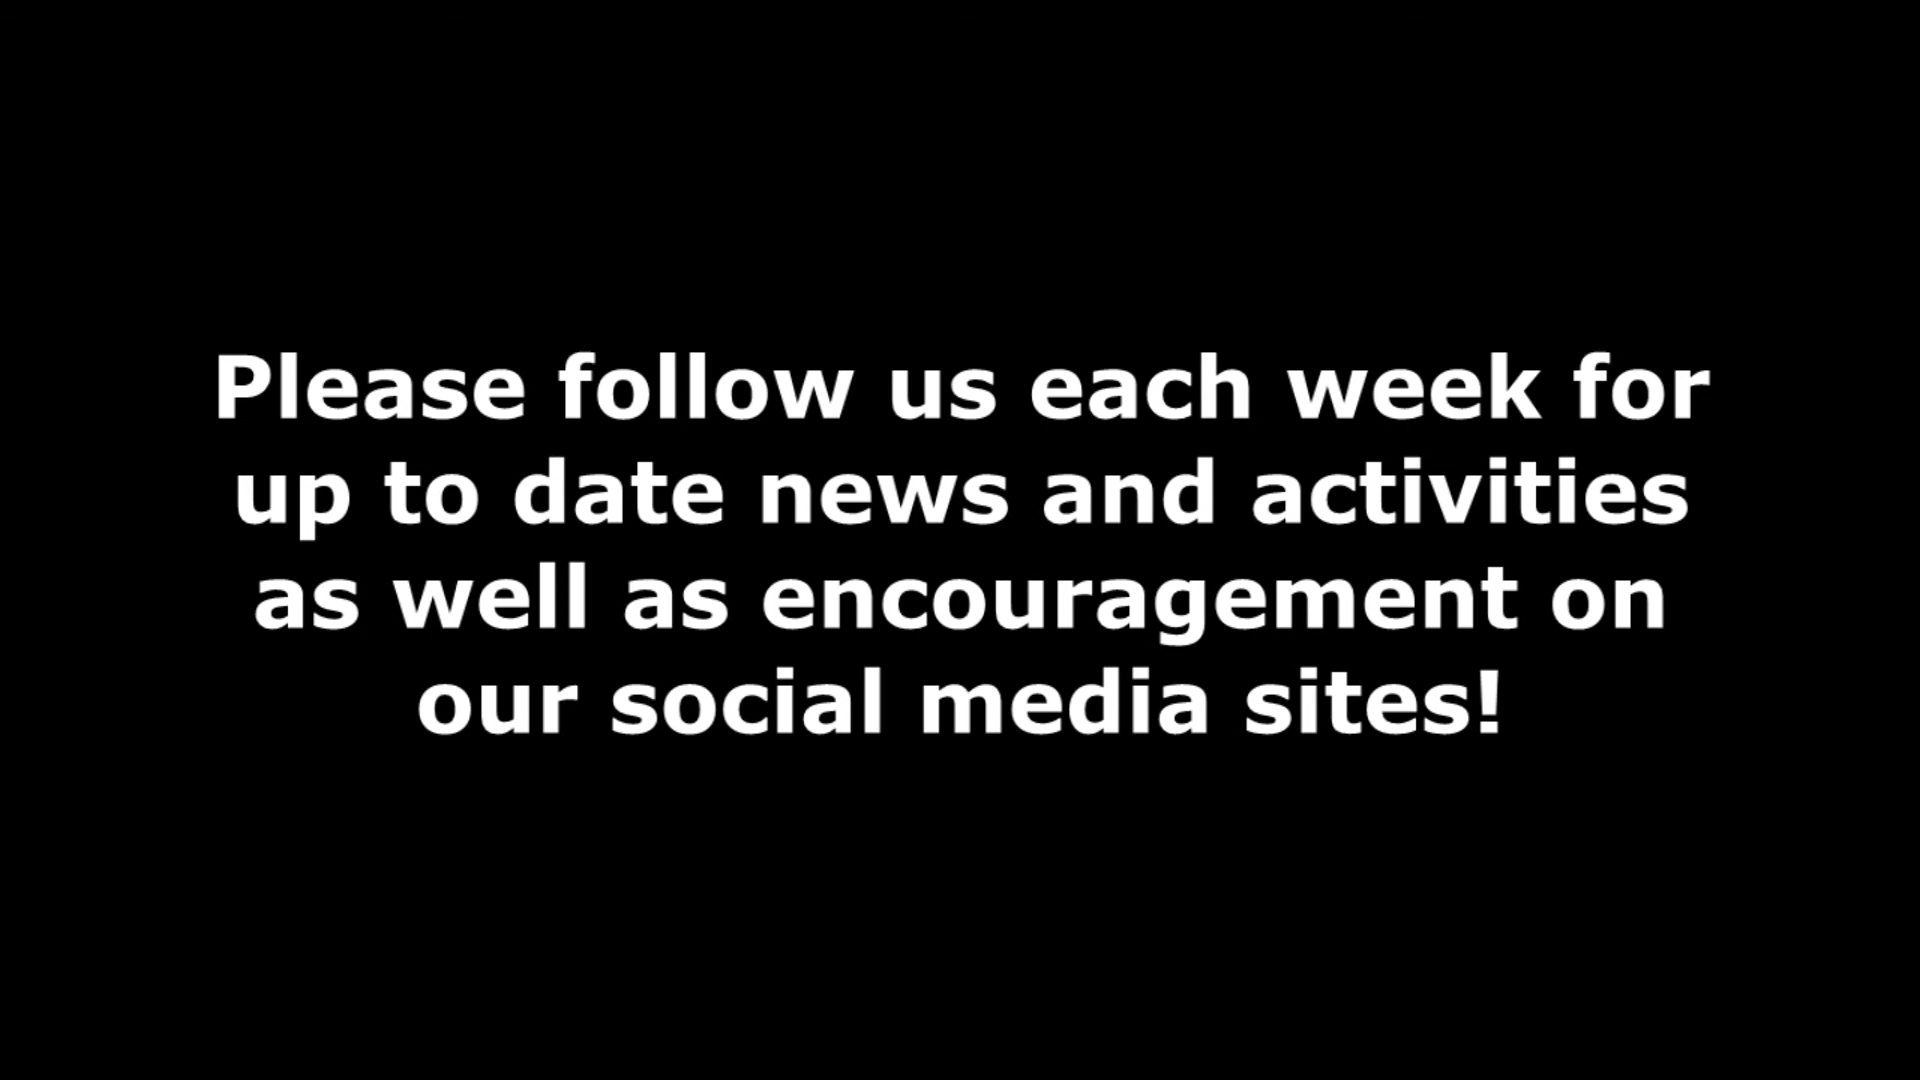 Please follow us each week for
up to date news and activities
as well as encouragement on
our social media sites!